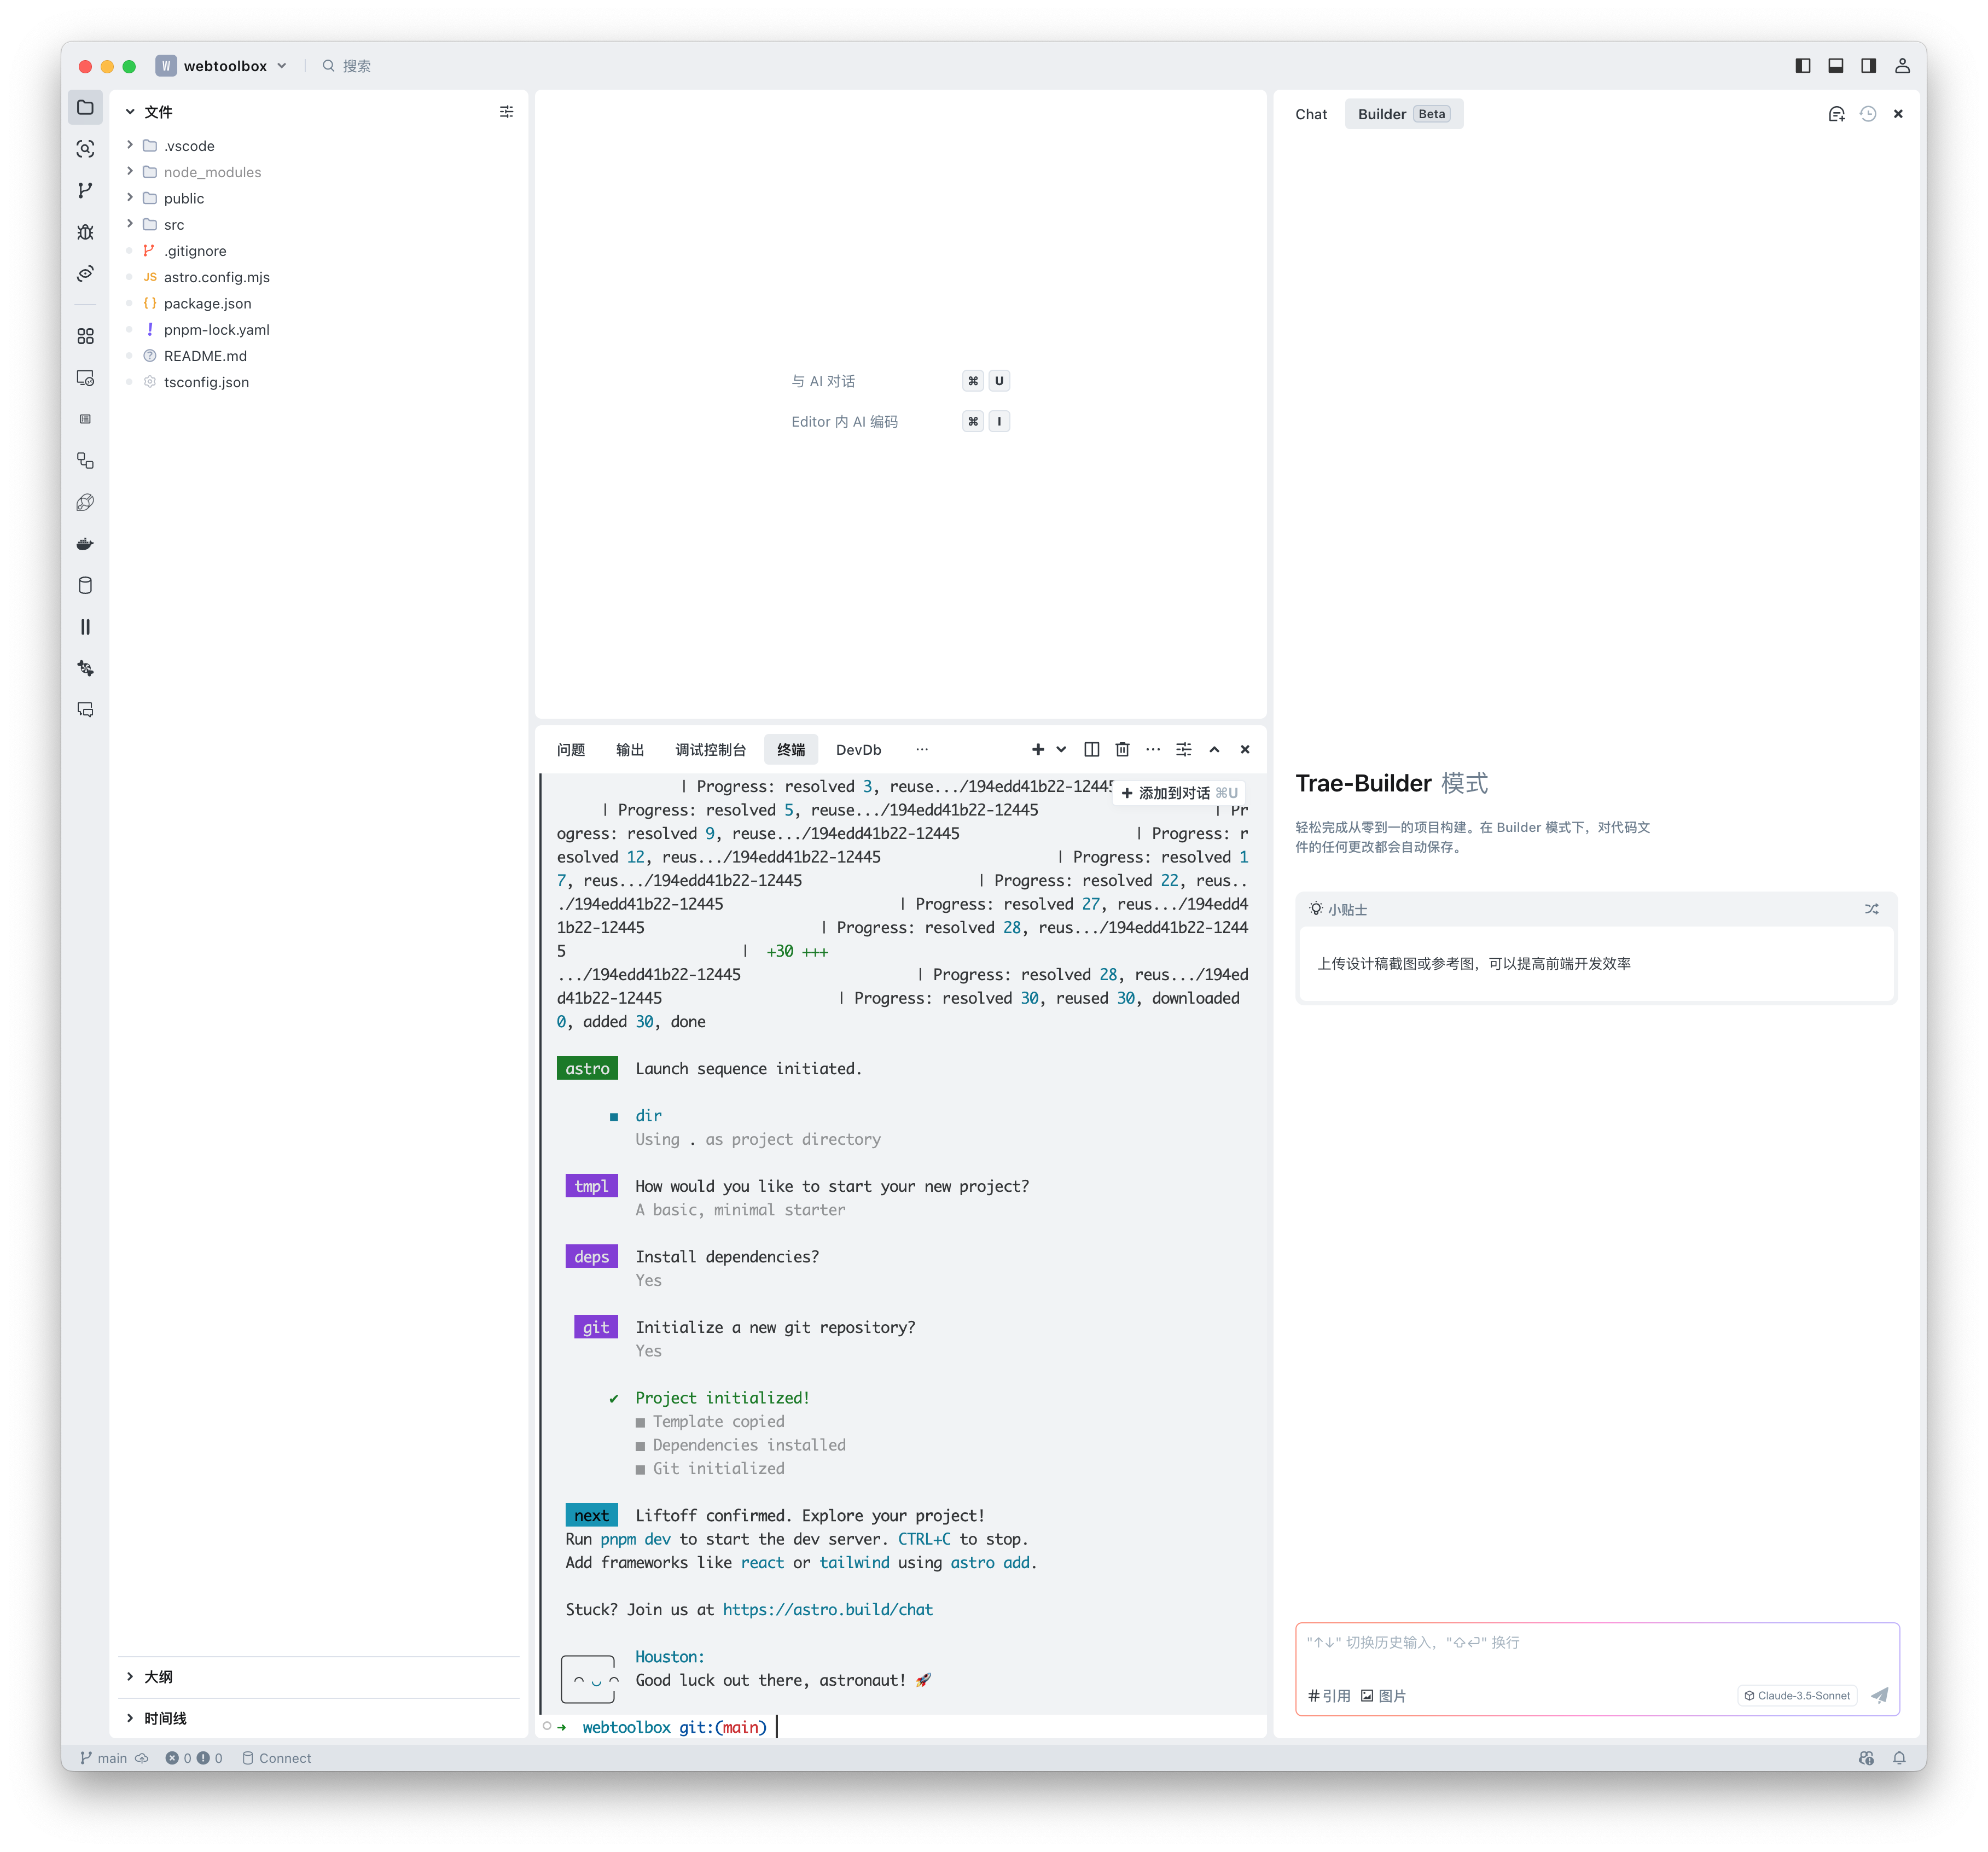 W webtoolbox
搜索
文件
.vscode
node_modules
public
src
.gitignore
JS astro.config.mjs
{ } package.json
! pnpm-lock.yaml
README.md
tsconfig.json
大纲
时间线
与 AI 对话 ⌘ U
Editor 内 AI 编码 ⌘ I
问题 输出 调试控制台 终端 DevDb ···
| Progress: resolved 3, reuse.../194edd41b22-12445
+ 添加到对话 ⌘U
| Progress: resolved 5, reuse.../194edd41b22-12445 | Pr
ogress: resolved 9, reuse.../194edd41b22-12445 | Progress: r
esolved 12, reus.../194edd41b22-12445 | Progress: resolved 1
7, reus.../194edd41b22-12445 | Progress: resolved 22, reus..
./194edd41b22-12445 | Progress: resolved 27, reus.../194edd4
1b22-12445 | Progress: resolved 28, reus.../194edd41b22-1244
5 | +30 +++
.../194edd41b22-12445 | Progress: resolved 28, reus.../194ed
d41b22-12445 | Progress: resolved 30, reused 30, downloaded
0, added 30, done
astro Launch sequence initiated.
■ dir
Using . as project directory
tmpl How would you like to start your new project?
A basic, minimal starter
deps Install dependencies?
Yes
git Initialize a new git repository?
Yes
✔ Project initialized!
■ Template copied
■ Dependencies installed
■ Git initialized
next Liftoff confirmed. Explore your project!
Run pnpm dev to start the dev server. CTRL+C to stop.
Add frameworks like react or tailwind using astro add.
Stuck? Join us at https://astro.build/chat
Houston:
Good luck out there, astronaut! 🚀
➜ webtoolbox git:(main)
Chat Builder Beta
Trae-Builder 模式
轻松完成从零到一的项目构建。在 Builder 模式下，对代码文
件的任何更改都会自动保存。
小贴士
上传设计稿截图或参考图，可以提高前端开发效率
"↑↓" 切换历史输入，"⇧⏎" 换行
#引用 图片 Claude-3.5-Sonnet
main 0 0 Connect